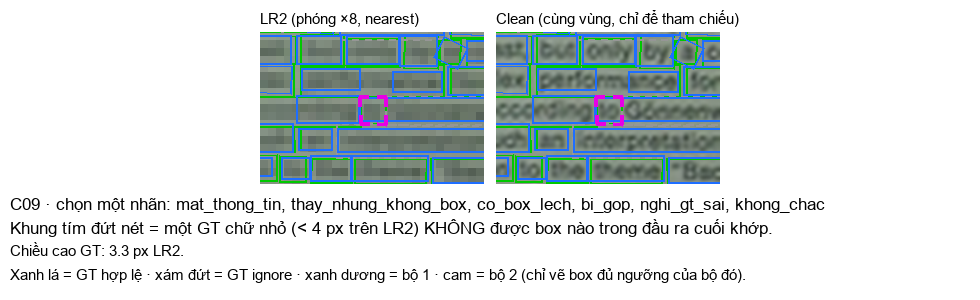 LR2 (phóng ×8, nearest)
Clean (cùng vùng, chỉ để tham chiếu)
but only by a
performance for
ccording to
an interpretation
to the theme "Bac
C09 · chọn một nhãn: mat_thong_tin, thay_nhung_khong_box, co_box_lech, bi_gop, nghi_gt_sai, khong_chac
Khung tím đứt nét = một GT chữ nhỏ (< 4 px trên LR2) KHÔNG được box nào trong đầu ra cuối khớp.
Chiều cao GT: 3.3 px LR2.
Xanh lá = GT hợp lệ · xám đứt = GT ignore · xanh dương = bộ 1 · cam = bộ 2 (chỉ vẽ box đủ ngưỡng của bộ đó).